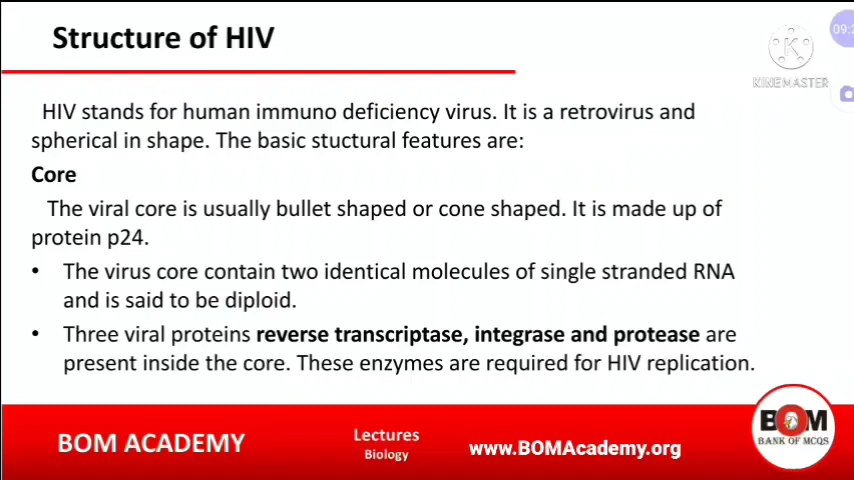 Structure of HIV
KINEMASTER
HIV stands for human immuno deficiency virus. It is a retrovirus and
spherical in shape. The basic stuctural features are:
Core
The viral core is usually bullet shaped or cone shaped. It is made up of
protein p24.
• The virus core contain two identical molecules of single stranded RNA
and is said to be diploid.
• Three viral proteins reverse transcriptase, integrase and protease are
present inside the core. These enzymes are required for HIV replication.
BOM ACADEMY
Lectures
Biology
www.BOMAcademy.org
BOM
BANK OF MCQS